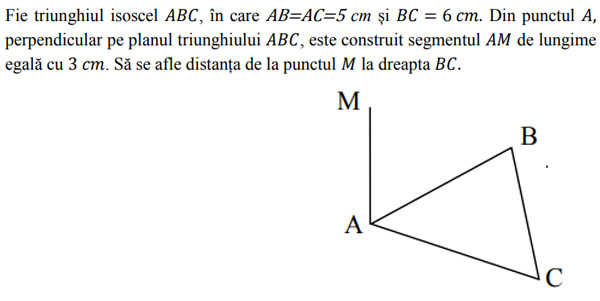 Fie triunghiul isoscel ABC, în care AB=AC=5 cm și BC = 6 cm. Din punctul A,
perpendicular pe planul triunghiului ABC, este construit segmentul AM de lungime
egală cu 3 cm. Să se afle distanța de la punctul M la dreapta BC.
M
B
A
C